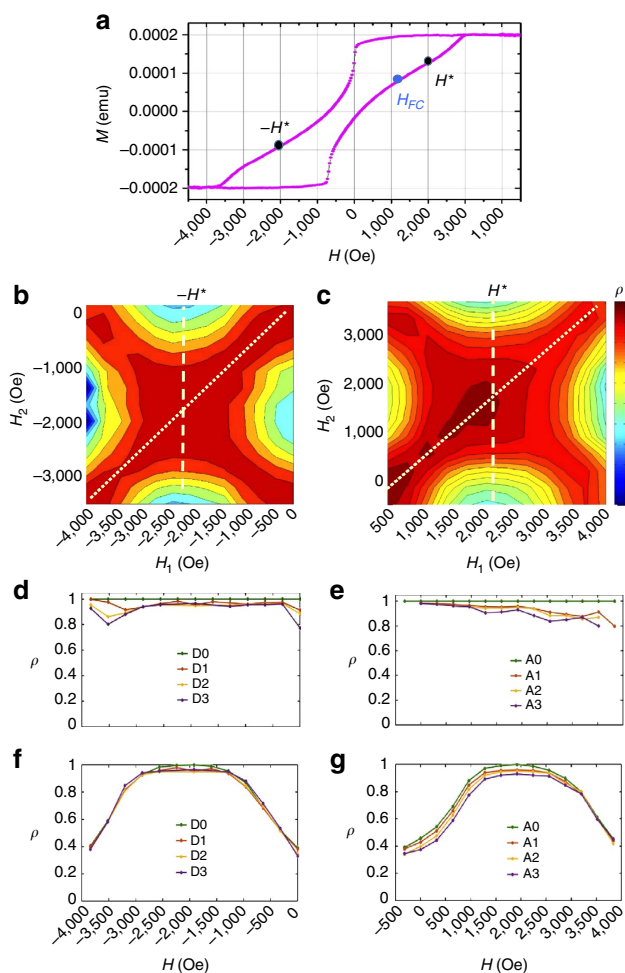 a
0.0002
0.0001
0.0000
−0.0001
−0.0002
M (emu)
−H*
H_FC
H*
−4,000
−3,000
−2,000
−1,000
0
1,000
2,000
3,000
1,000
H (Oe)
b
−H*
0
−1,000
−2,000
−3,000
H₂ (Oe)
−4,000
−3,500
−3,000
−2,500
−2,000
−1,500
−1,000
−500
0
H₁ (Oe)
c
H*
ρ
3,000
2,000
1,000
0
H₂ (Oe)
500
1,000
1,500
2,000
2,500
3,000
3,500
4,000
H₁ (Oe)
d
1
0.8
0.6
0.4
0.2
0
ρ
D0
D1
D2
D3
e
1
0.8
0.6
0.4
0.2
0
ρ
A0
A1
A2
A3
f
1
0.8
0.6
0.4
0.2
0
ρ
D0
D1
D2
D3
−4,000
−3,500
−3,000
−2,500
−2,000
−1,500
−1,000
−500
0
H (Oe)
g
1
0.8
0.6
0.4
0.2
0
ρ
A0
A1
A2
A3
−500
0
500
1,000
1,500
2,000
2,500
3,000
3,500
4,000
H (Oe)